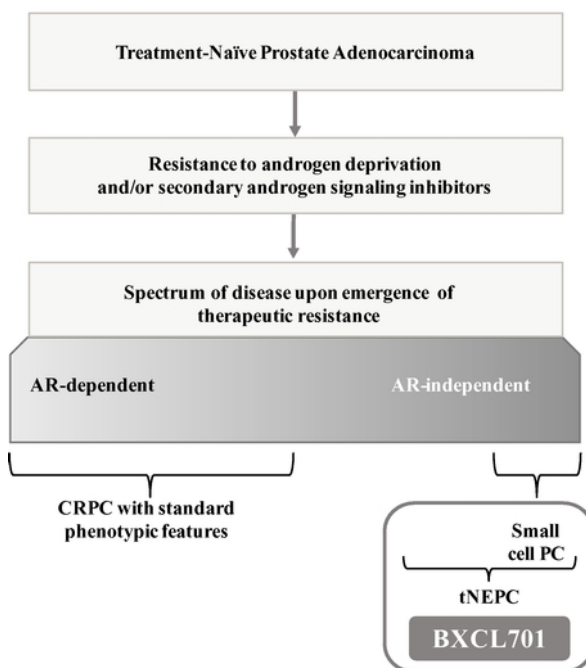 Treatment-Naïve Prostate Adenocarcinoma
Resistance to androgen deprivation
and/or secondary androgen signaling inhibitors
Spectrum of disease upon emergence of
therapeutic resistance
AR-dependent
AR-independent
CRPC with standard
phenotypic features
Small
cell PC
tNEPC
BXCL701